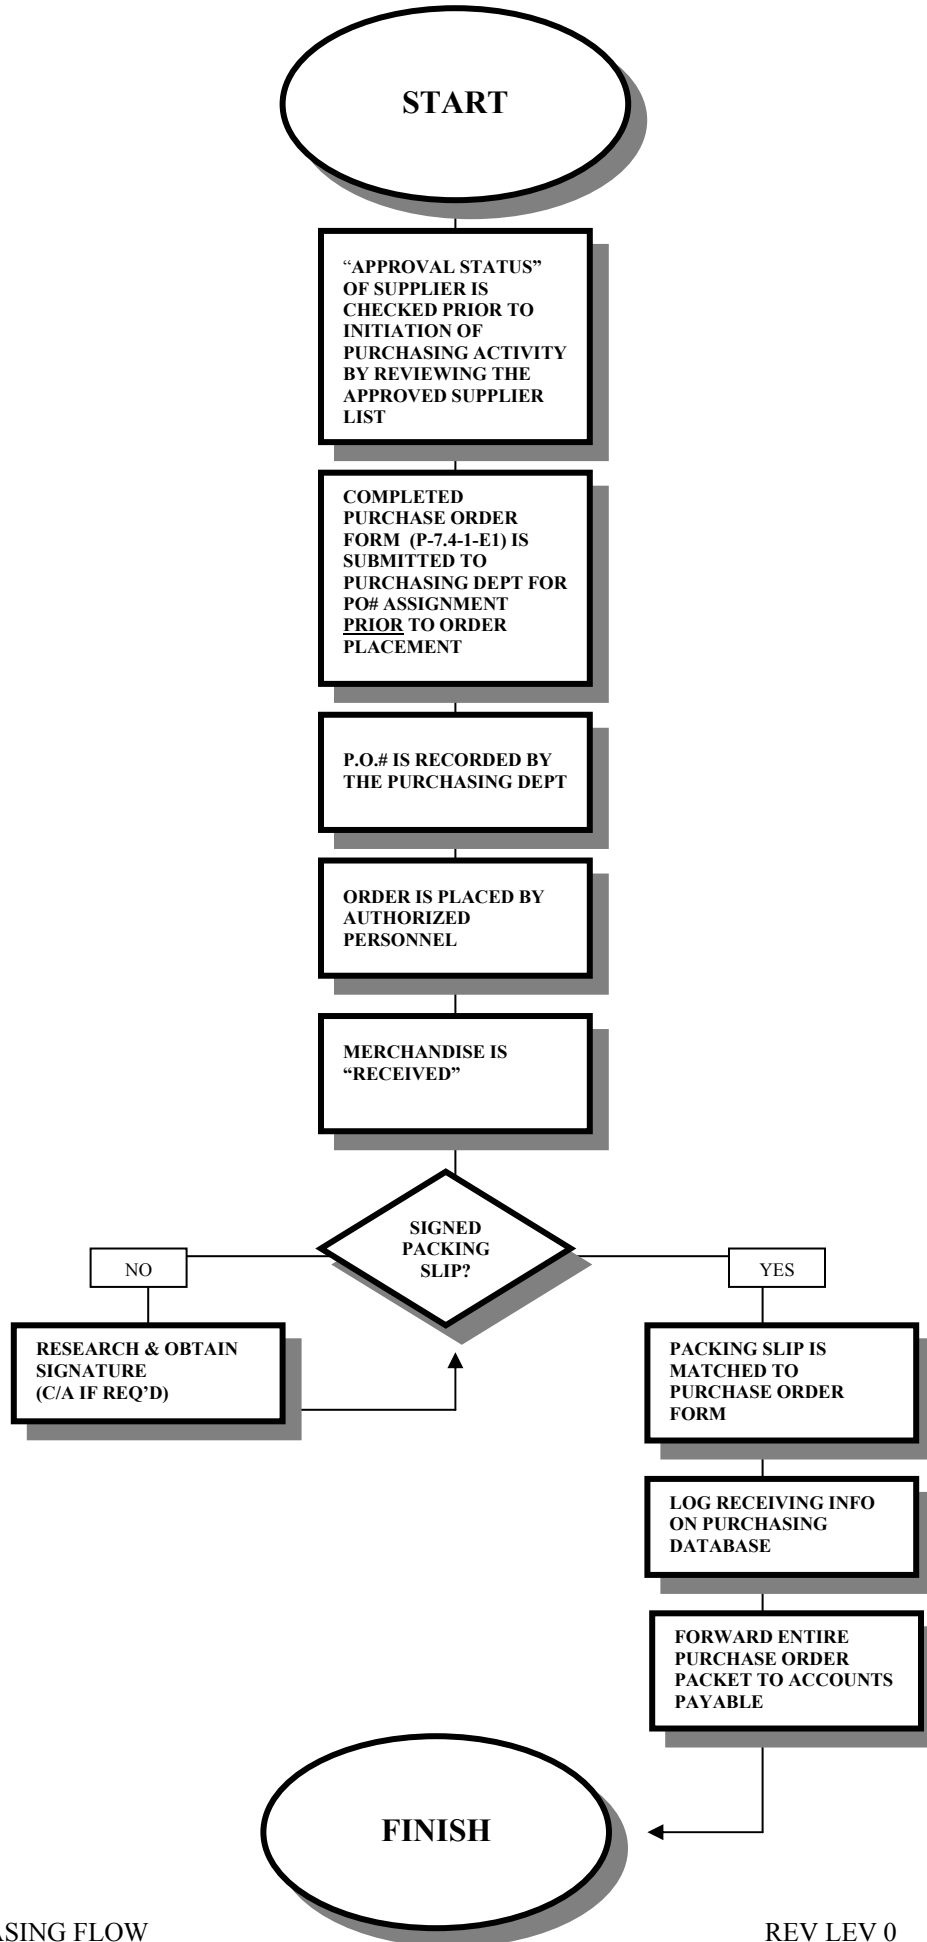 START
“APPROVAL STATUS”
OF SUPPLIER IS
CHECKED PRIOR TO
INITIATION OF
PURCHASING ACTIVITY
BY REVIEWING THE
APPROVED SUPPLIER
LIST
COMPLETED
PURCHASE ORDER
FORM (P-7.4-1-E1) IS
SUBMITTED TO
PURCHASING DEPT FOR
PO# ASSIGNMENT
PRIOR TO ORDER
PLACEMENT
P.O.# IS RECORDED BY
THE PURCHASING DEPT
ORDER IS PLACED BY
AUTHORIZED
PERSONNEL
MERCHANDISE IS
“RECEIVED”
SIGNED
PACKING
SLIP?
NO
YES
RESEARCH & OBTAIN
SIGNATURE
(C/A IF REQ’D)
PACKING SLIP IS
MATCHED TO
PURCHASE ORDER
FORM
LOG RECEIVING INFO
ON PURCHASING
DATABASE
FORWARD ENTIRE
PURCHASE ORDER
PACKET TO ACCOUNTS
PAYABLE
FINISH
ASING FLOW
REV LEV 0